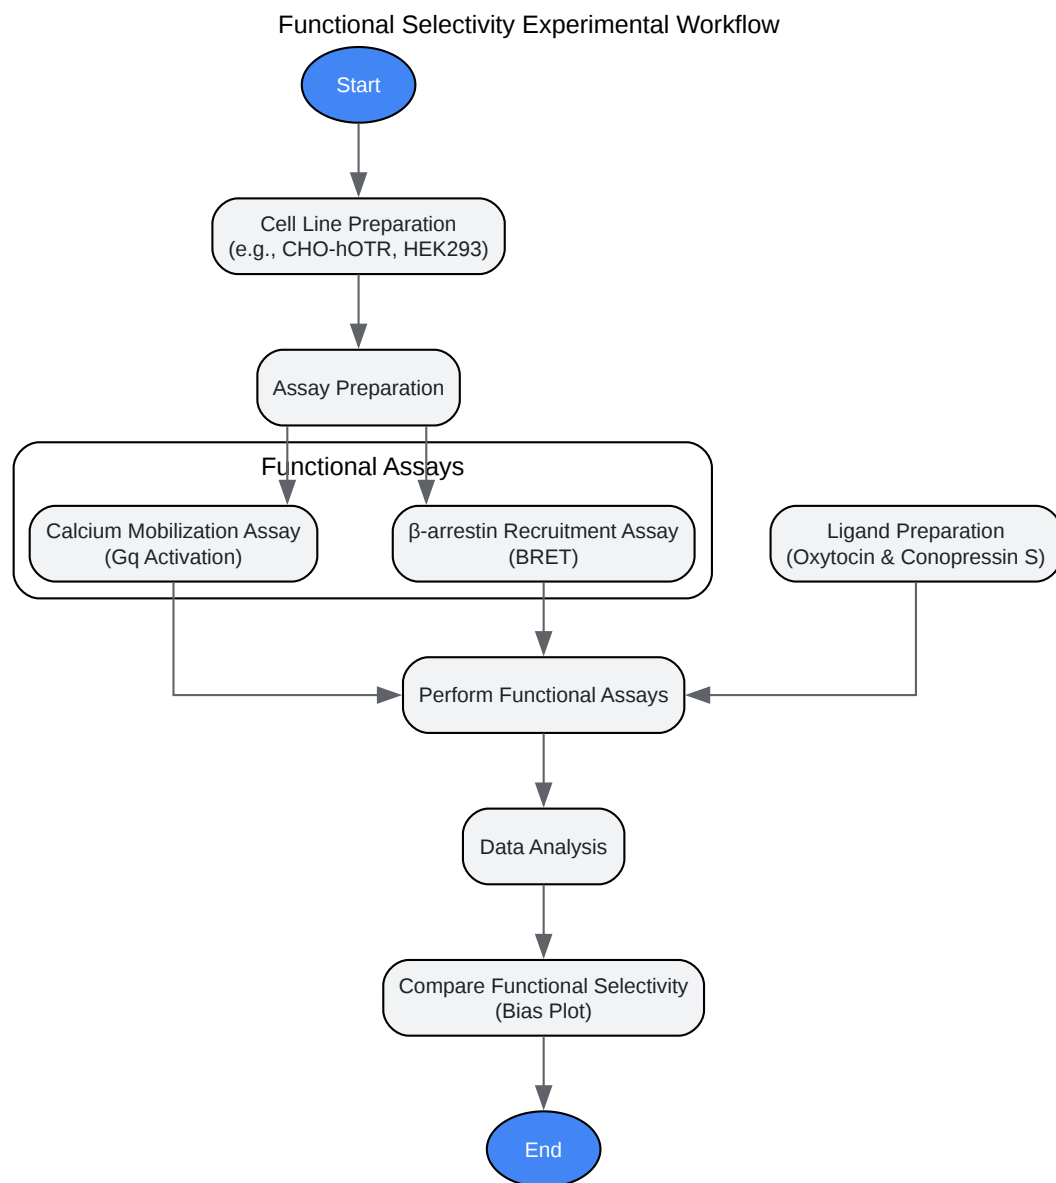 Functional Selectivity Experimental Workflow
Start
Cell Line Preparation
(e.g., CHO-hOTR, HEK293)
Assay Preparation
Functional Assays
Calcium Mobilization Assay
(Gq Activation)
β-arrestin Recruitment Assay
(BRET)
Ligand Preparation
(Oxytocin & Conopressin S)
Perform Functional Assays
Data Analysis
Compare Functional Selectivity
(Bias Plot)
End